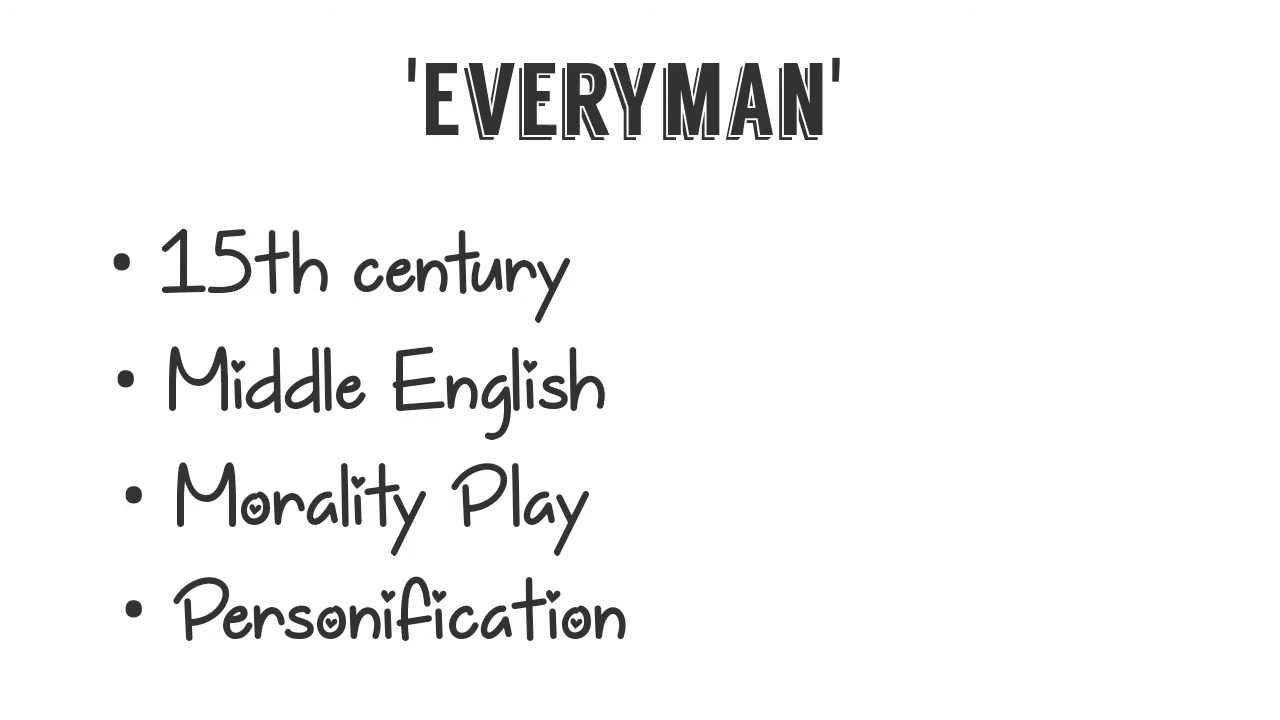 'EVERYMAN'
• 15th century
• Middle English
• Morality Play
• Personification